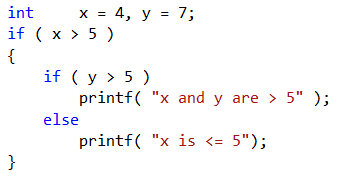 int     x = 4, y = 7;
if ( x > 5 )
{
    if ( y > 5 )
        printf( "x and y are > 5" );
    else
        printf( "x is <= 5");
}